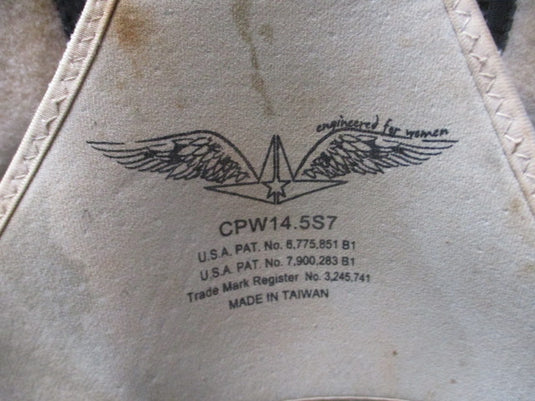 engineered for women
CPW14.5S7
U.S.A. PAT. No. 6,775,851 B1
U.S.A. PAT. No. 7,900,283 B1
Trade Mark Register No. 3,245,741
MADE IN TAIWAN